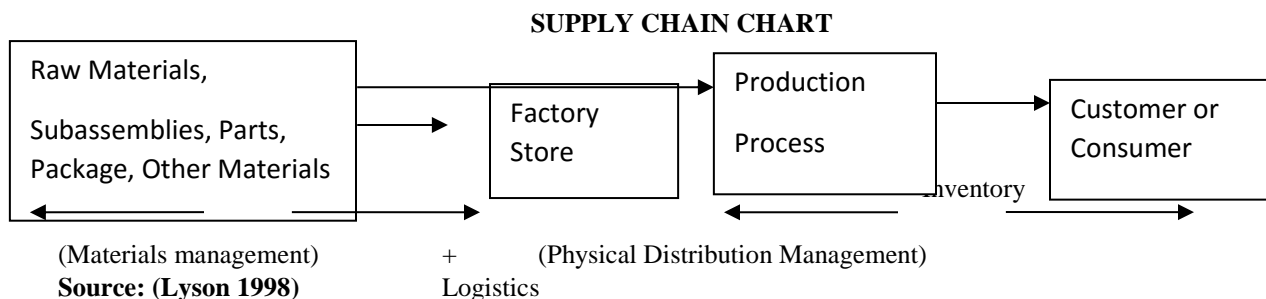 SUPPLY CHAIN CHART
Raw Materials,
Subassemblies, Parts,
Package, Other Materials
Factory
Store
Production
Process
Customer or
Consumer
Inventory
(Materials management) + (Physical Distribution Management)
Source: (Lyson 1998) Logistics